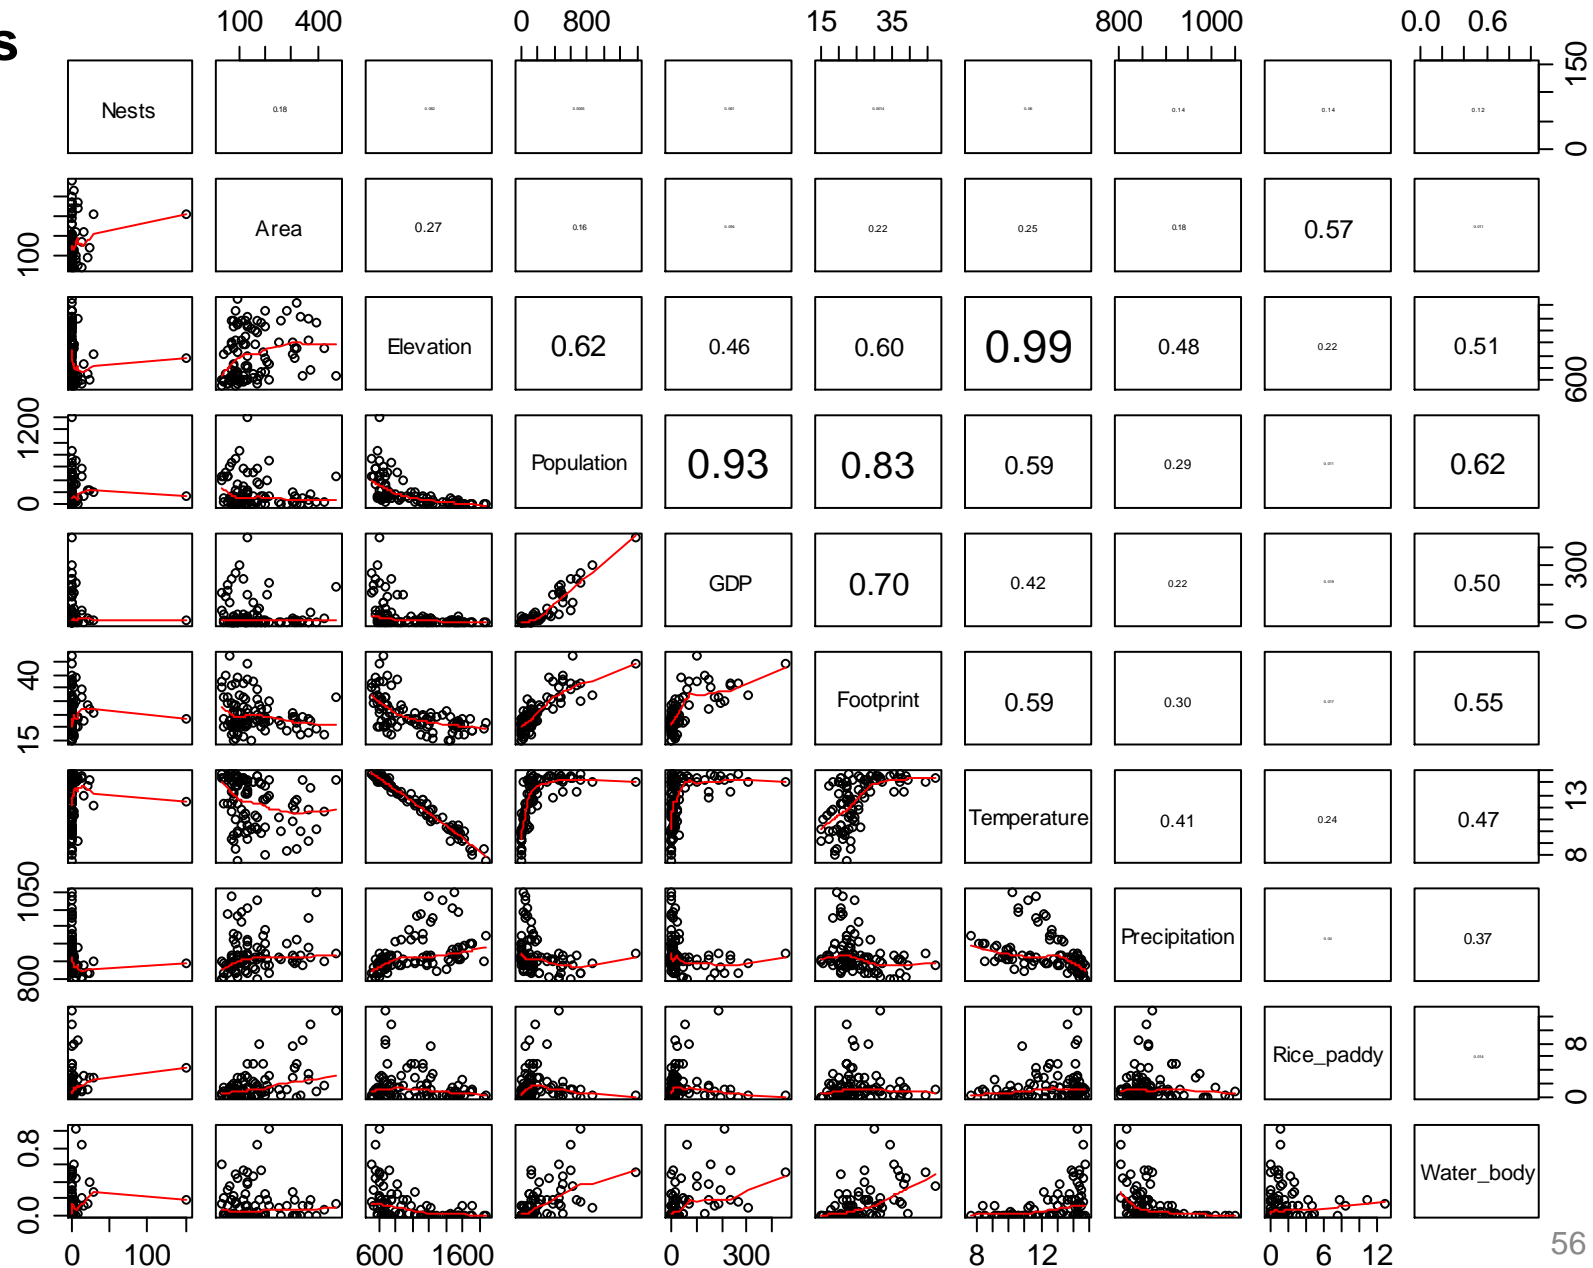 s
100 400 0 800 15 35 800 1000 0.0 0.6
Nests 0.18 0.14 0.14 0.12 0 150
100 Area 0.27 0.16 0.22 0.25 0.18 0.57
Elevation 0.62 0.46 0.60 0.99 0.48 0.22 0.51 600
0 1200 Population 0.93 0.83 0.59 0.29 0.62
GDP 0.70 0.42 0.22 0.50 0 300
15 40 Footprint 0.59 0.30 0.55
Temperature 0.41 0.24 0.47 8 13
800 1050 Precipitation 0.37
Rice_paddy 0 8
0.0 0.8 Water_body
0 100 600 1600 0 300 8 12 0 6 12
56